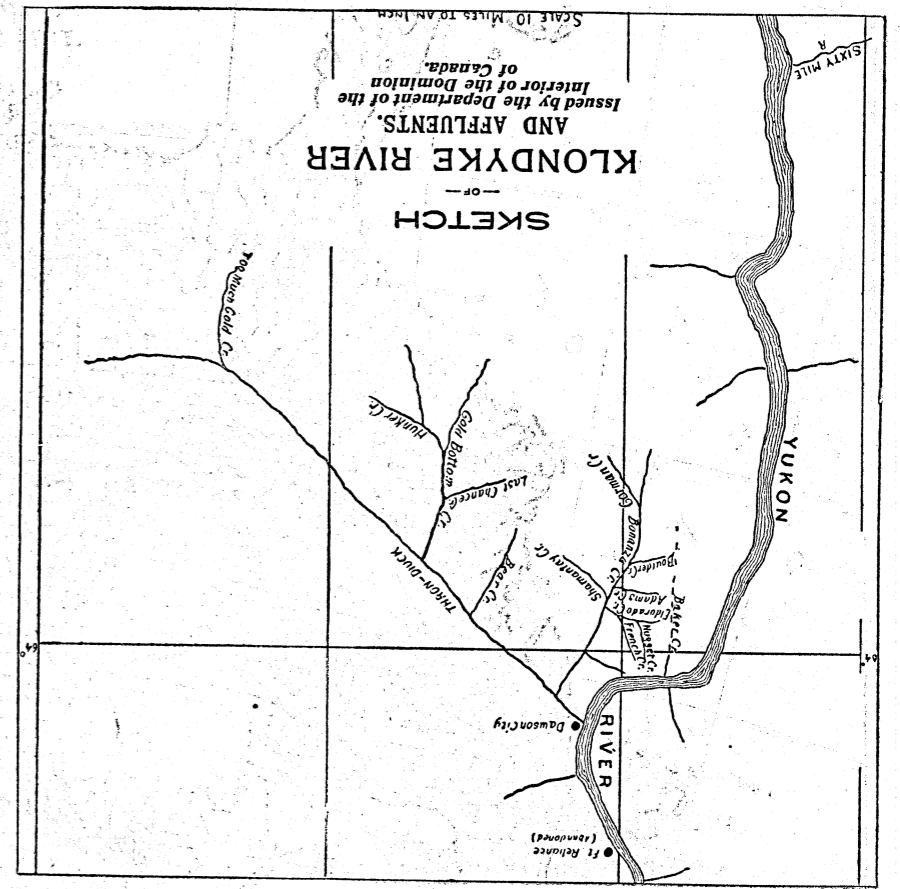 SCALE 10 MILES TO AN INCH
SKETCH
—OF—
KLONDYKE RIVER
AND AFFLUENTS.
Issued by the Department of the
Interior of the Dominion
of Canada.
SIXTY MILE
R
YUKON
RIVER
Too Much Gold Cr.
Hunker Cr.
Gold Bottom Cr.
Last Chance Cr.
THRON-DIUCK
Bear Cr.
Shamantay Cr.
Garman Cr
Bonanza Cr.
Boulder Cr.
Adams Cr.
Eldorado Cr.
Nugget Cr.
French Cr.
Baker Cr.
64°
64°
Dawson City
Ft Reliance
(Abandoned)